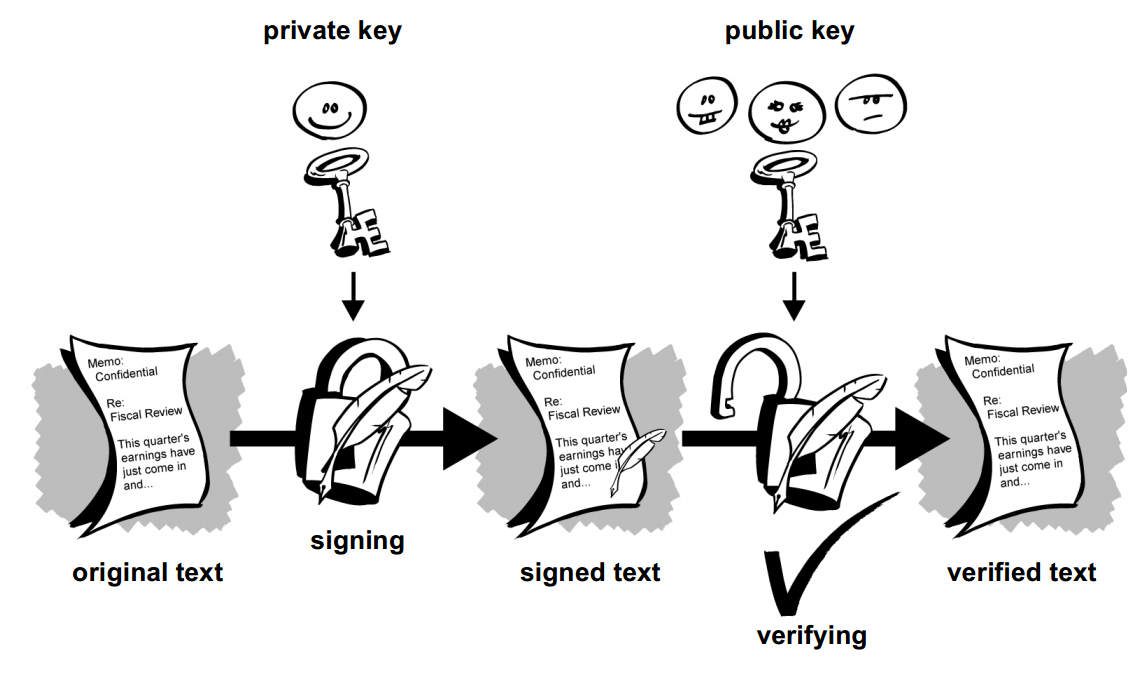 private key
public key
Memo:
Confidential
Re:
Fiscal Review
This quarter's
earnings have
just come in
and...
signing
original text
Memo:
Confidential
Re:
Fiscal Review
This quarter's
earnings hav
just come i
and...
signed text
Memo:
Confidential
Re:
Fiscal Review
This quarter's
earnings have
just come in
and...
verified text
verifying